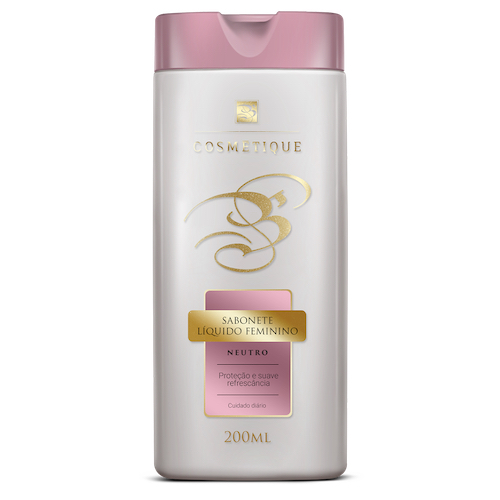 COSMETIQUE
SABONETE
LÍQUIDO FEMININO
NEUTRO
Proteção e suave
refrescância
Cuidado diário
200ML